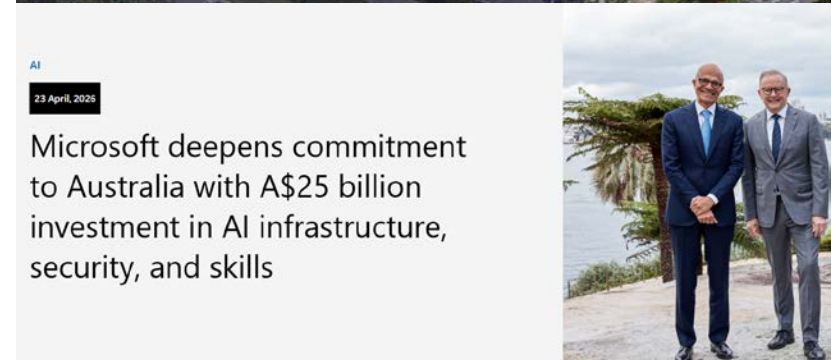 AI
23 April, 2026
Microsoft deepens commitment
to Australia with A$25 billion
investment in AI infrastructure,
security, and skills